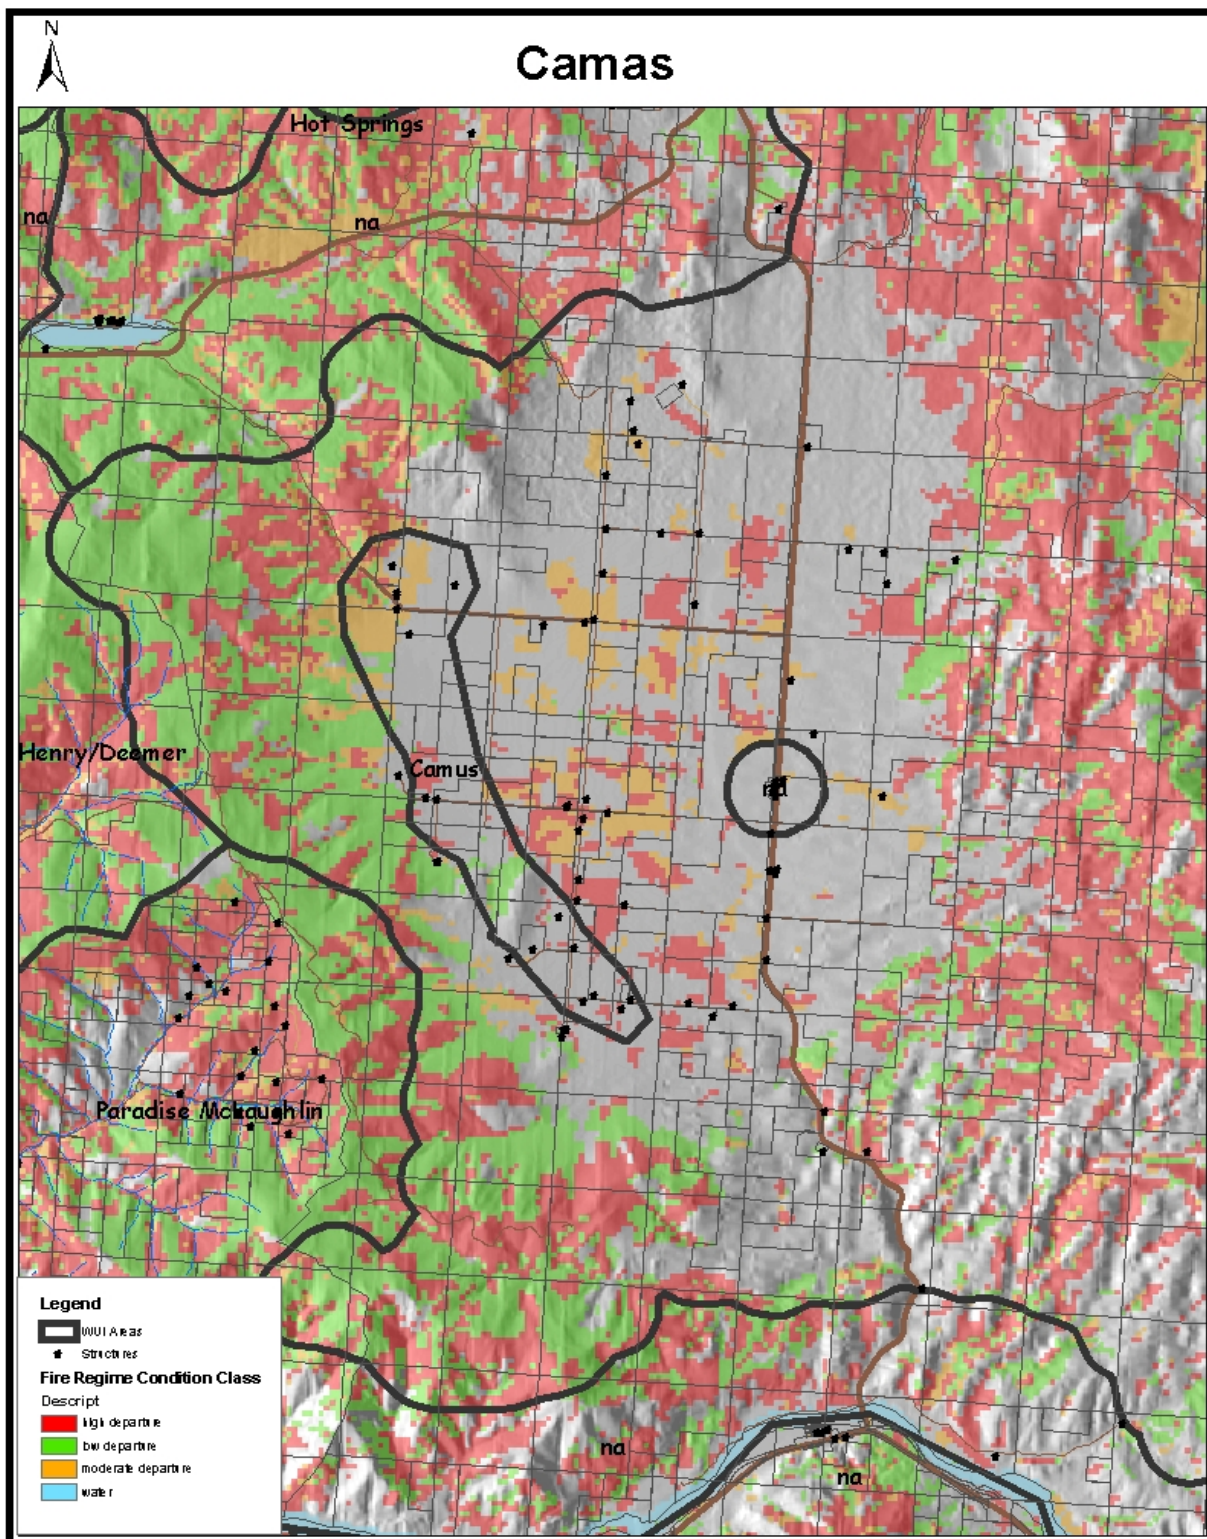 N
Camas
Hot Springs
na
na
Henry/Deemer
Camus
na
Paradise McLaughlin
na
na
Legend
WUI Areas
Structures
Fire Regime Condition Class
Descript
high departure
low departure
moderate departure
water